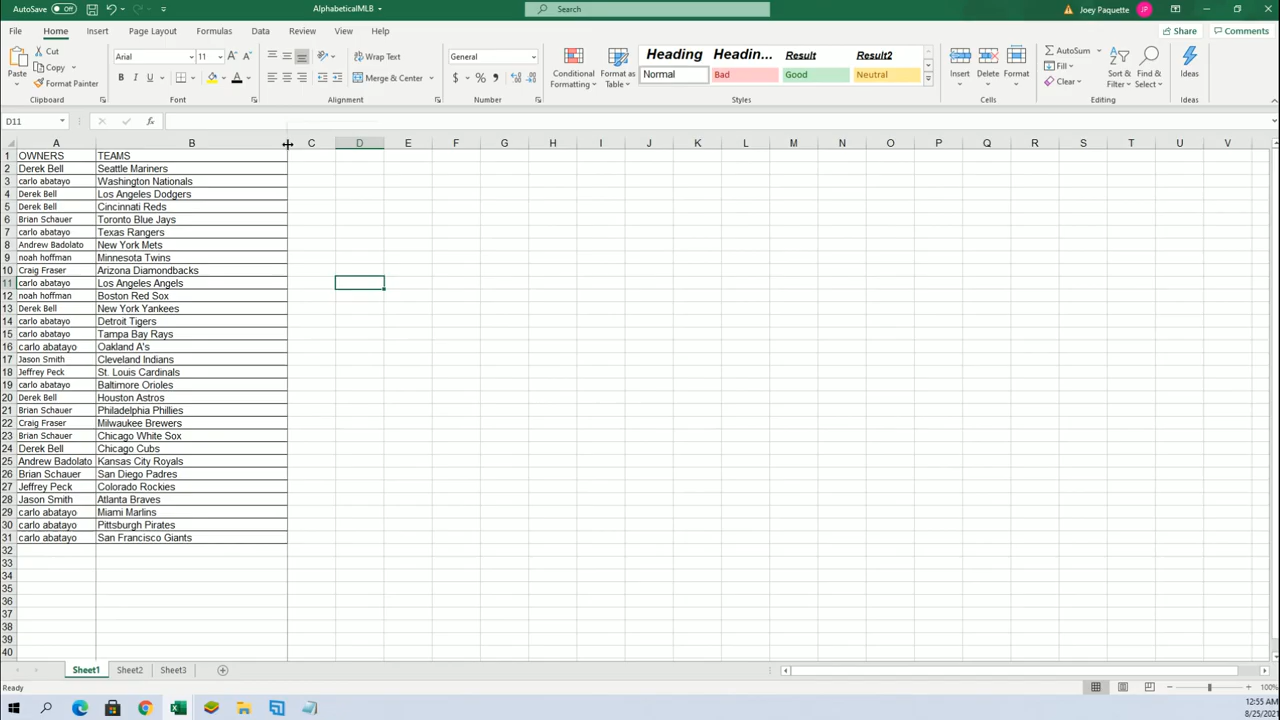 AutoSave Off AlphabeticalMLB Search Joey Paquette JP
File Home Insert Page Layout Formulas Data Review View Help Share Comments
Paste Cut Copy Format Painter Clipboard
Arial 11 A A B I U A Font
Wrap Text Merge & Center Alignment
General $ % Number
Conditional Formatting Format as Table Heading Headin... Result Result2 Normal Bad Good Neutral Styles
Insert Delete Format Cells
AutoSum Fill Clear Sort & Filter Find & Select Editing
Ideas Ideas
D11 fx
A B C D E F G H I J K L M N O P Q R S T U V
1 OWNERS TEAMS
2 Derek Bell Seattle Mariners
3 carlo abatayo Washington Nationals
4 Derek Bell Los Angeles Dodgers
5 Derek Bell Cincinnati Reds
6 Brian Schauer Toronto Blue Jays
7 carlo abatayo Texas Rangers
8 Andrew Badolato New York Mets
9 noah hoffman Minnesota Twins
10 Craig Fraser Arizona Diamondbacks
11 carlo abatayo Los Angeles Angels
12 noah hoffman Boston Red Sox
13 Derek Bell New York Yankees
14 carlo abatayo Detroit Tigers
15 carlo abatayo Tampa Bay Rays
16 carlo abatayo Oakland A's
17 Jason Smith Cleveland Indians
18 Jeffrey Peck St. Louis Cardinals
19 carlo abatayo Baltimore Orioles
20 Derek Bell Houston Astros
21 Brian Schauer Philadelphia Phillies
22 Craig Fraser Milwaukee Brewers
23 Brian Schauer Chicago White Sox
24 Derek Bell Chicago Cubs
25 Andrew Badolato Kansas City Royals
26 Brian Schauer San Diego Padres
27 Jeffrey Peck Colorado Rockies
28 Jason Smith Atlanta Braves
29 carlo abatayo Miami Marlins
30 carlo abatayo Pittsburgh Pirates
31 carlo abatayo San Francisco Giants
32
33
34
35
36
37
38
39
40
Sheet1 Sheet2 Sheet3
Ready 100%
12:55 AM